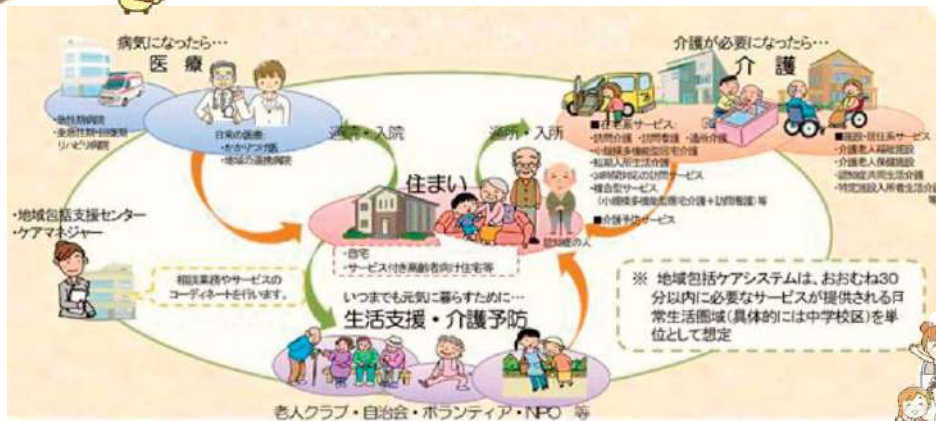 病気になったら…
医 療
・急性期病院
・亜急性期・回復期
リハビリ病院
日常の医療：
・かかりつけ医
・地域の連携病院
通院・入院
通所・入所
介護が必要になったら…
介 護
■在宅系サービス：
・訪問介護 ・訪問看護 ・通所介護
・小規模多機能型居宅介護
・短期入所生活介護
・24時間対応の訪問サービス
・複合型サービス
（小規模多機能型居宅介護＋訪問看護）等
■介護予防サービス
■施設・居住系サービス
・介護老人福祉施設
・介護老人保健施設
・認知症共同生活介護
・特定施設入所者生活介護
等
住まい
認知症の人
・自宅
・サービス付き高齢者向け住宅等
・地域包括支援センター
・ケアマネジャー
相談業務やサービスの
コーディネートを行います。
いつまでも元気に暮らすために…
生活支援・介護予防
老人クラブ・自治会・ボランティア・NPO 等
※ 地域包括ケアシステムは、おおむね30
分以内に必要なサービスが提供される日
常生活圏域（具体的には中学校区）を単
位として想定